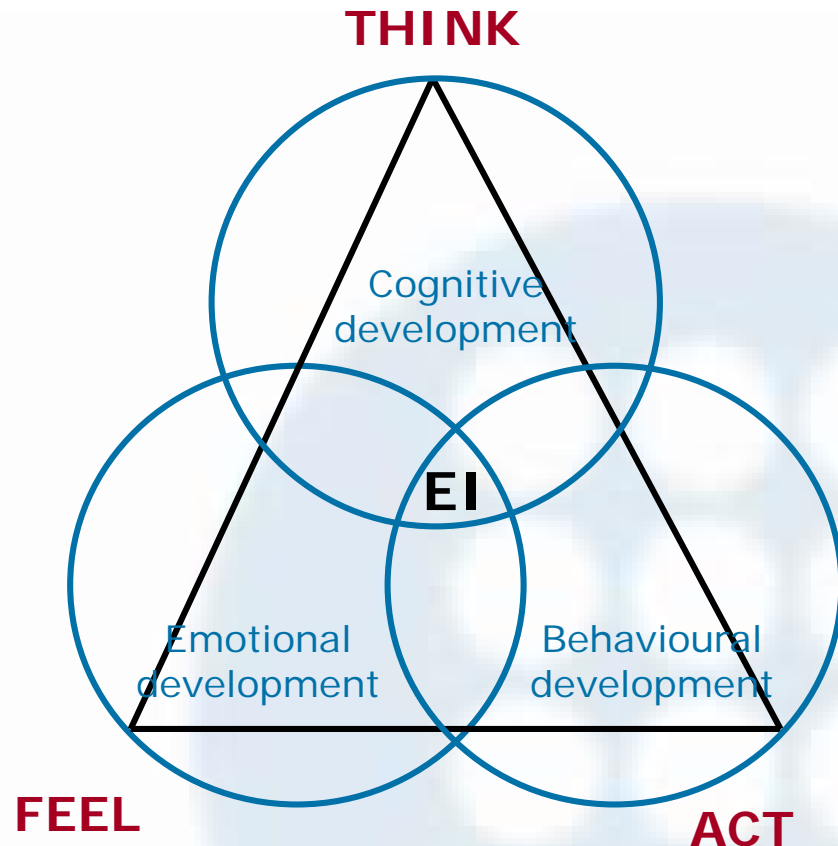 THINK
Cognitive
development
EI
Emotional
development
Behavioural
development
FEEL
ACT